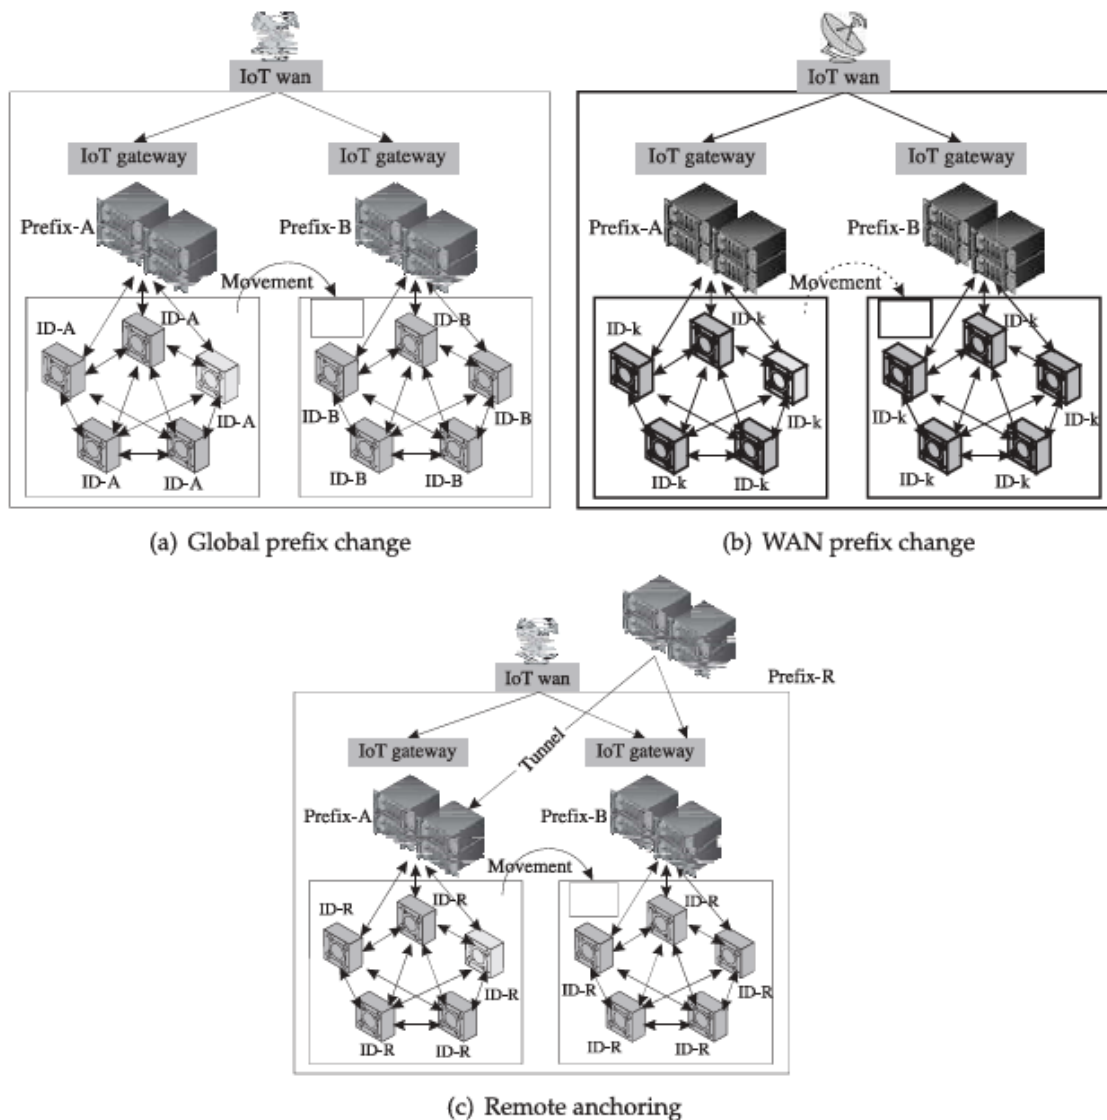 IoT wan
IoT gateway
IoT gateway
Prefix-A
Prefix-B
Movement
ID-A
ID-A
ID-A
ID-A
ID-A
ID-B
ID-B
ID-B
ID-B
ID-B
(a) Global prefix change
IoT wan
IoT gateway
IoT gateway
Prefix-A
Prefix-B
Movement
ID-k
ID-k
ID-k
ID-k
ID-k
ID-k
ID-k
ID-k
ID-k
ID-k
(b) WAN prefix change
Prefix-R
IoT wan
IoT gateway
Tunnel
IoT gateway
Prefix-A
Prefix-B
Movement
ID-R
ID-R
ID-R
ID-R
ID-R
ID-R
ID-R
ID-R
ID-R
ID-R
(c) Remote anchoring